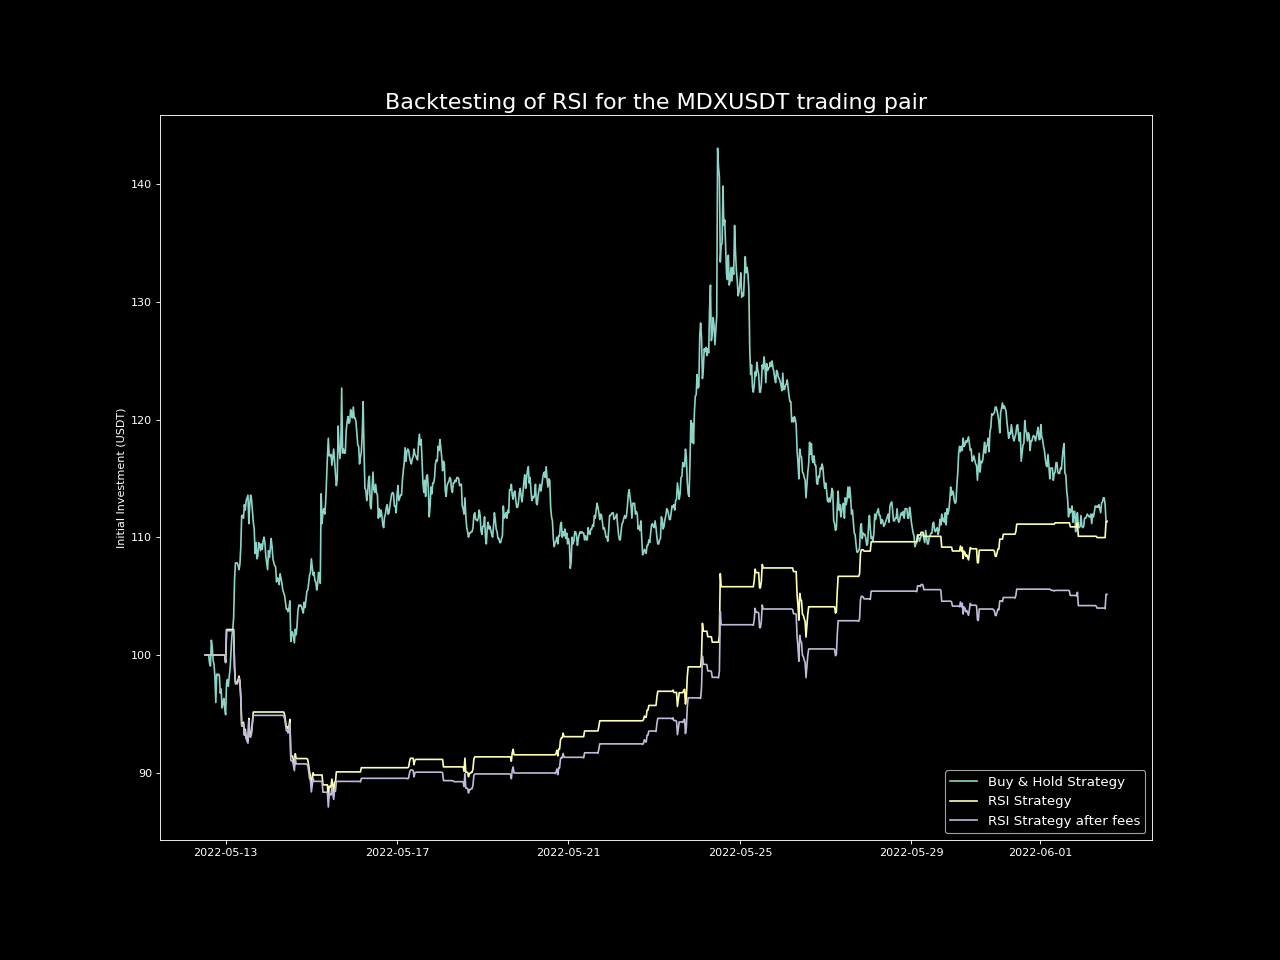 Backtesting of RSI for the MDXUSDT trading pair
Initial Investment (USDT)
140
130
120
110
100
90
2022-05-13
2022-05-17
2022-05-21
2022-05-25
2022-05-29
2022-06-01
Buy & Hold Strategy
RSI Strategy
RSI Strategy after fees